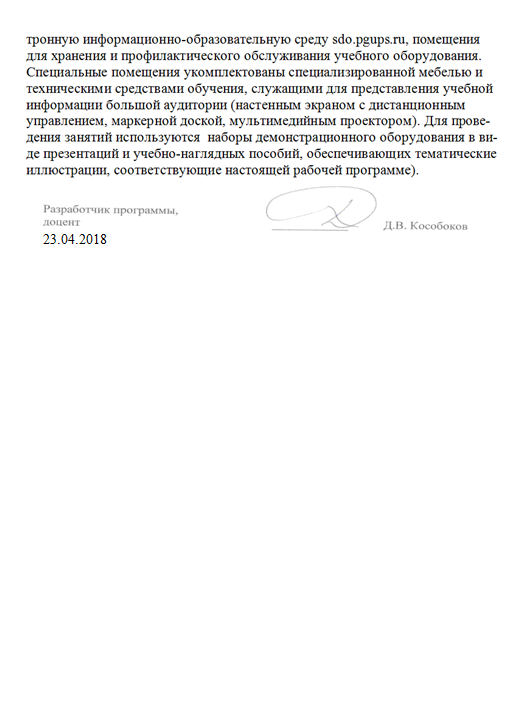 тронную информационно-образовательную среду sdo.pgups.ru, помещения
для хранения и профилактического обслуживания учебного оборудования.
Специальные помещения укомплектованы специализированной мебелью и
техническими средствами обучения, служащими для представления учебной
информации большой аудитории (настенным экраном с дистанционным
управлением, маркерной доской, мультимедийным проектором). Для прове-
дения занятий используются  наборы демонстрационного оборудования в ви-
де презентаций и учебно-наглядных пособий, обеспечивающих тематические
иллюстрации, соответствующие настоящей рабочей программе).
Разработчик программы,
доцент
Д.В. Кособоков
23.04.2018